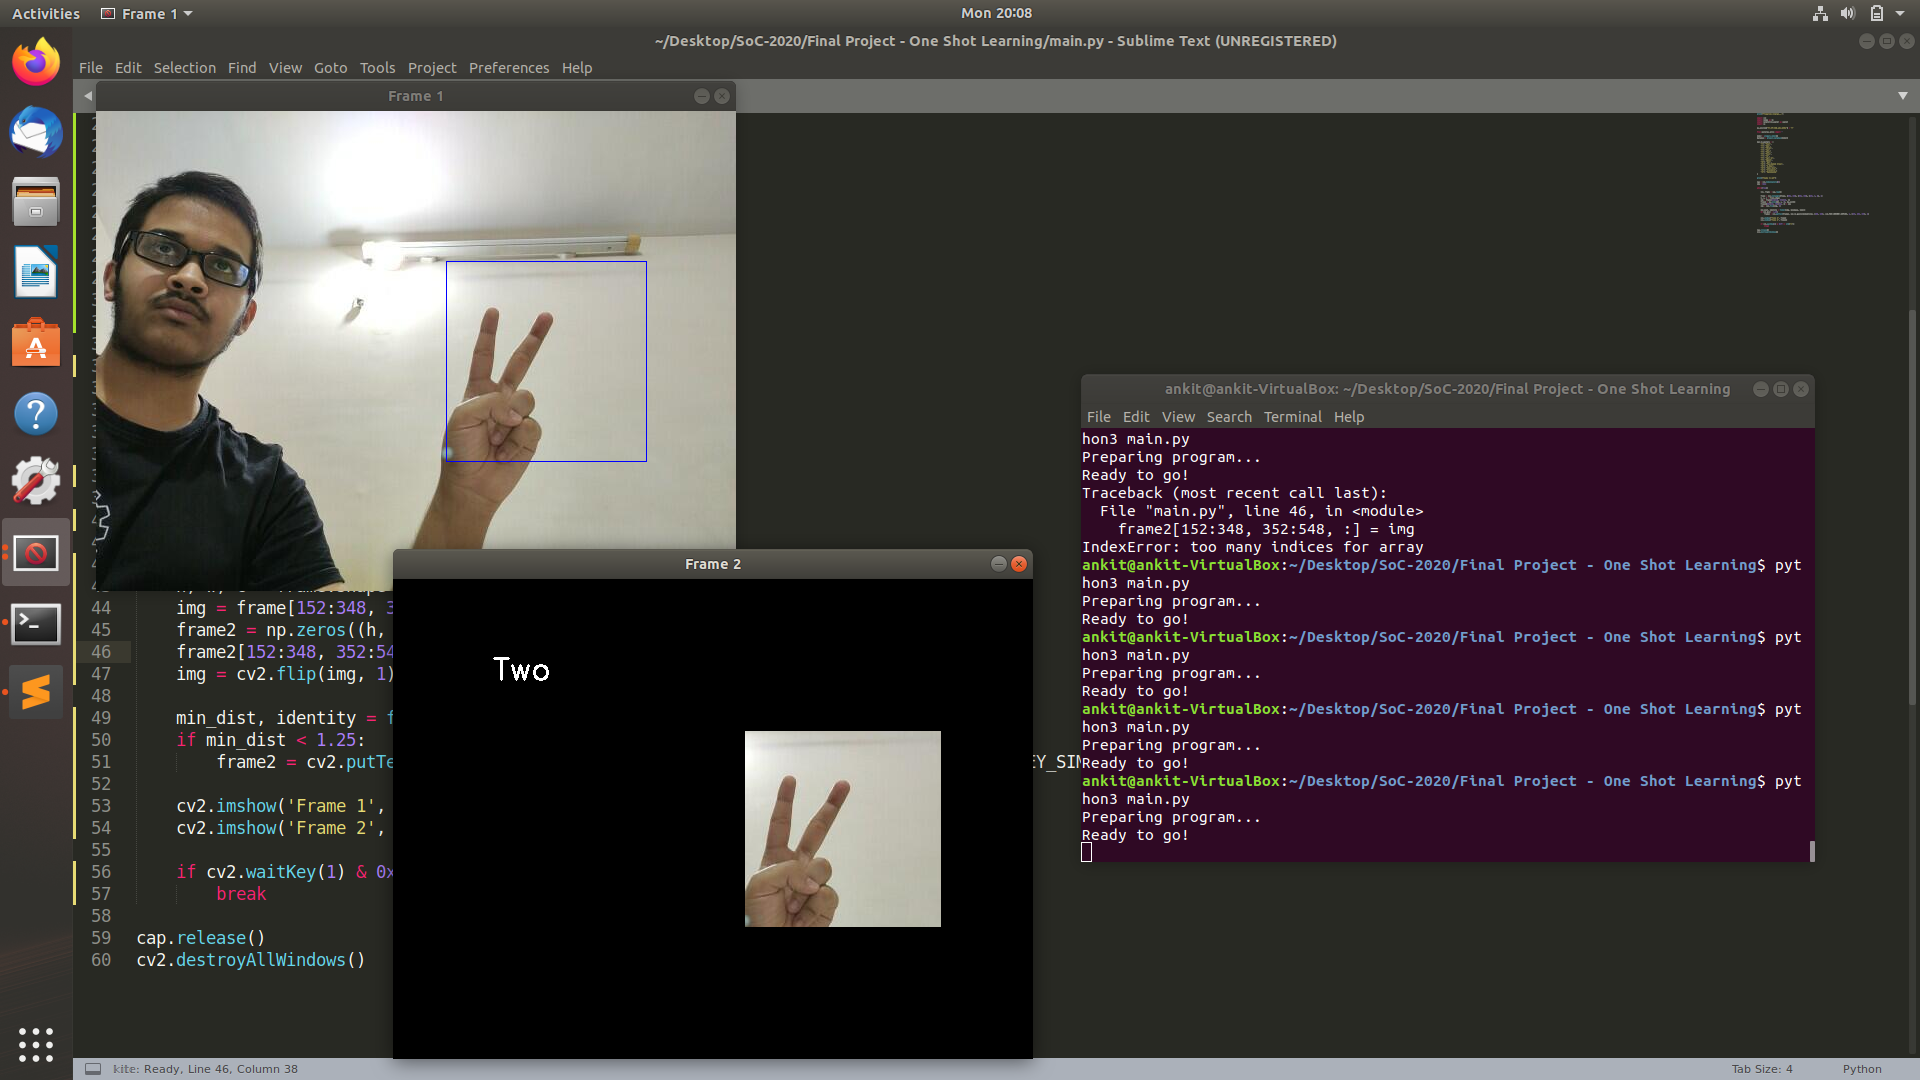 Activities
Frame 1
Mon 20:08
~/Desktop/SoC-2020/Final Project - One Shot Learning/main.py - Sublime Text (UNREGISTERED)
File Edit Selection Find View Goto Tools Project Preferences Help
Frame 1
44 img = frame[152:348, 3
45 frame2 = np.zeros((h,
46 frame2[152:348, 352:54
47 img = cv2.flip(img, 1)
48
49 min_dist, identity = f
50 if min_dist < 1.25:
51 frame2 = cv2.putTe
EY_SIM
52
53 cv2.imshow('Frame 1',
54 cv2.imshow('Frame 2',
55
56 if cv2.waitKey(1) & 0x
57 break
58
59 cap.release()
60 cv2.destroyAllWindows()
Frame 2
Two
ankit@ankit-VirtualBox: ~/Desktop/SoC-2020/Final Project - One Shot Learning
File Edit View Search Terminal Help
hon3 main.py
Preparing program...
Ready to go!
Traceback (most recent call last):
File "main.py", line 46, in <module>
frame2[152:348, 352:548, :] = img
IndexError: too many indices for array
ankit@ankit-VirtualBox:~/Desktop/SoC-2020/Final Project - One Shot Learning$ pyt
hon3 main.py
Preparing program...
Ready to go!
ankit@ankit-VirtualBox:~/Desktop/SoC-2020/Final Project - One Shot Learning$ pyt
hon3 main.py
Preparing program...
Ready to go!
ankit@ankit-VirtualBox:~/Desktop/SoC-2020/Final Project - One Shot Learning$ pyt
hon3 main.py
Preparing program...
Ready to go!
ankit@ankit-VirtualBox:~/Desktop/SoC-2020/Final Project - One Shot Learning$ pyt
hon3 main.py
Preparing program...
Ready to go!
kite: Ready, Line 46, Column 38
Tab Size: 4
Python